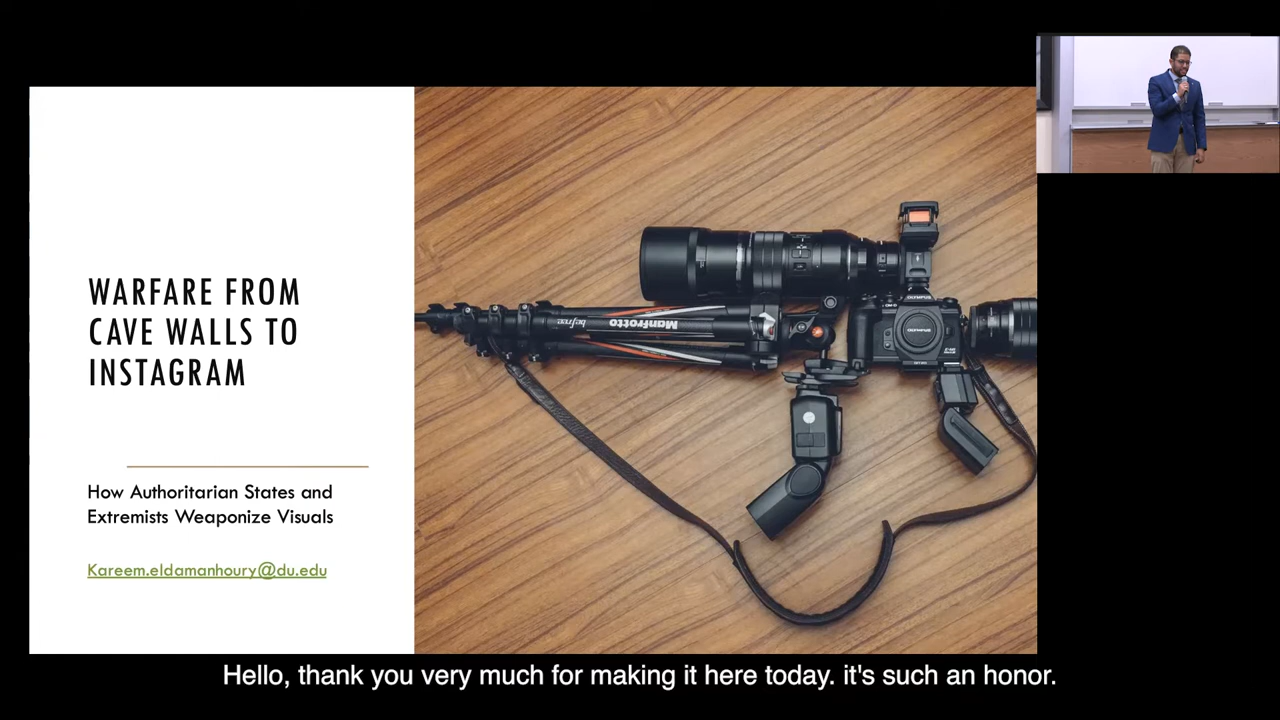 WARFARE FROM
CAVE WALLS TO
INSTAGRAM
How Authoritarian States and
Extremists Weaponize Visuals
Kareem.eldamanhoury@du.edu
OLYMPUS
OLYMPUS
Manfrotto
befree
Hello, thank you very much for making it here today. it's such an honor.